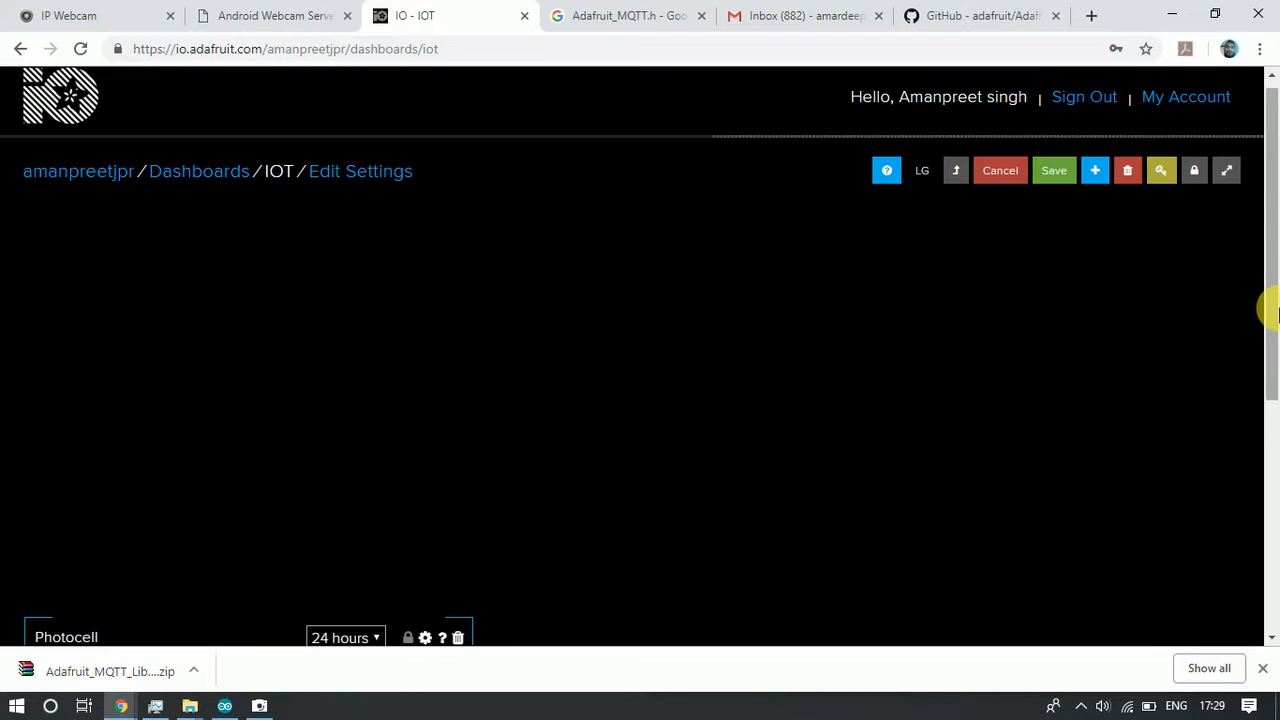 IP Webcam
Android Webcam Serve
IO - IOT
Adafruit_MQTT.h - Goo
Inbox (882) - amardeep
GitHub - adafruit/Adaf
https://io.adafruit.com/amanpreetjpr/dashboards/iot
Hello, Amanpreet singh | Sign Out | My Account
amanpreetjpr / Dashboards / IOT / Edit Settings
LG
Cancel
Save
Photocell
24 hours
Adafruit_MQTT_Lib....zip
Show all
ENG
17:29